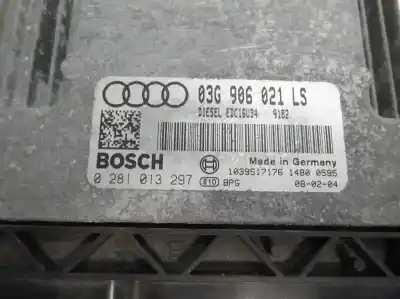 03G 906 021 LS
DIESEL EDC16U34 9182
BOSCH
Made in Germany
0 281 013 297 810 BPG
1039S17176 1480 0595
08-02-04